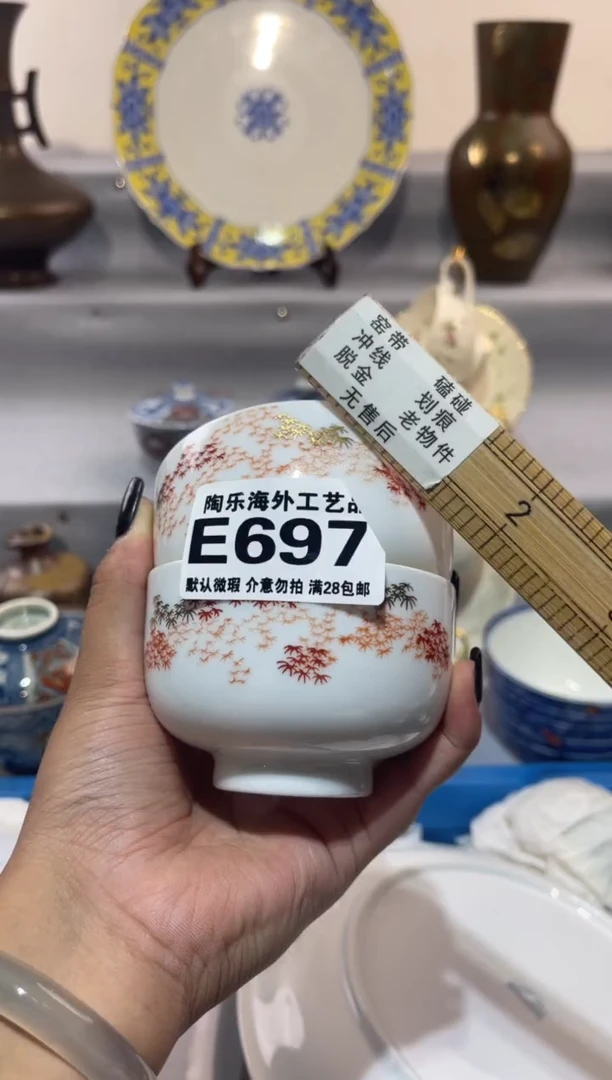 窑带 磕碰
冲线 划痕
脱金 老物件
无售后
2
陶乐海外工艺品
E697
默认微瑕 介意勿拍 满28包邮